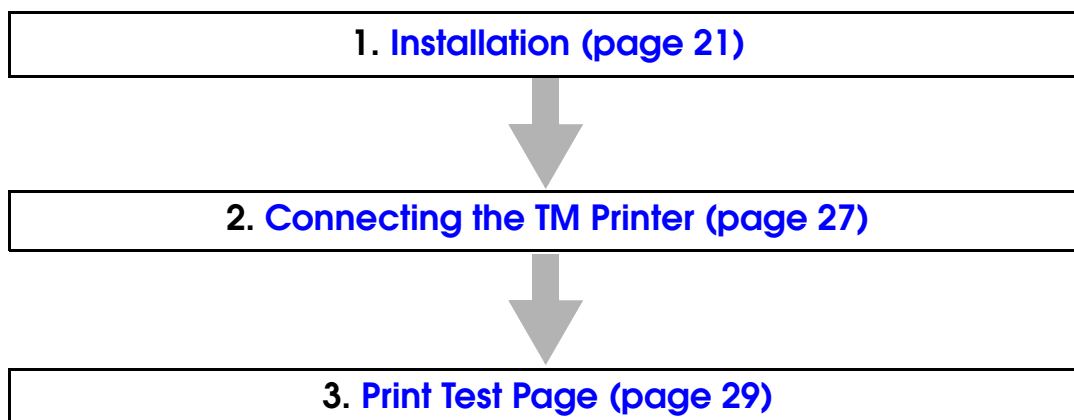 1. Installation (page 21)
2. Connecting the TM Printer (page 27)
3. Print Test Page (page 29)